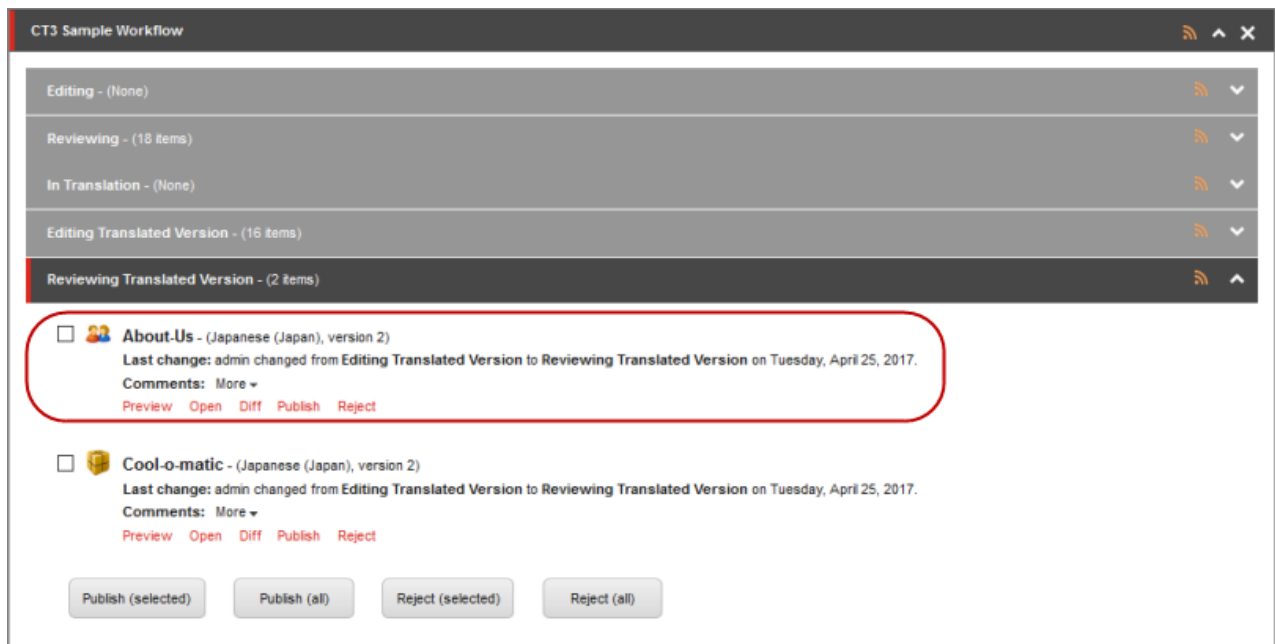 CT3 Sample Workflow
Editing - (None)
Reviewing - (18 items)
In Translation - (None)
Editing Translated Version - (16 items)
Reviewing Translated Version - (2 items)
About-Us - (Japanese (Japan), version 2)
Last change: admin changed from Editing Translated Version to Reviewing Translated Version on Tuesday, April 25, 2017.
Comments: More
Preview Open Diff Publish Reject
Cool-o-matic - (Japanese (Japan), version 2)
Last change: admin changed from Editing Translated Version to Reviewing Translated Version on Tuesday, April 25, 2017.
Comments: More
Preview Open Diff Publish Reject
Publish (selected) Publish (all) Reject (selected) Reject (all)